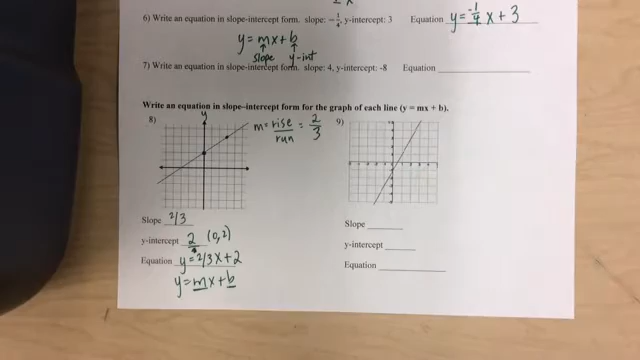 6) Write an equation in slope-intercept form. slope: -1/4, y-intercept: 3 Equation y = -1/4 x + 3
y = mx + b
slope y-int
7) Write an equation in slope-intercept form. slope: 4, y-intercept: -8 Equation
Write an equation in slope-intercept form for the graph of each line (y = mx + b).
8) y m = rise/run = 2/3 9)
Slope 2/3
y-intercept 2 (0,2)
Equation y = 2/3x + 2
y = mx + b
Slope
y-intercept
Equation